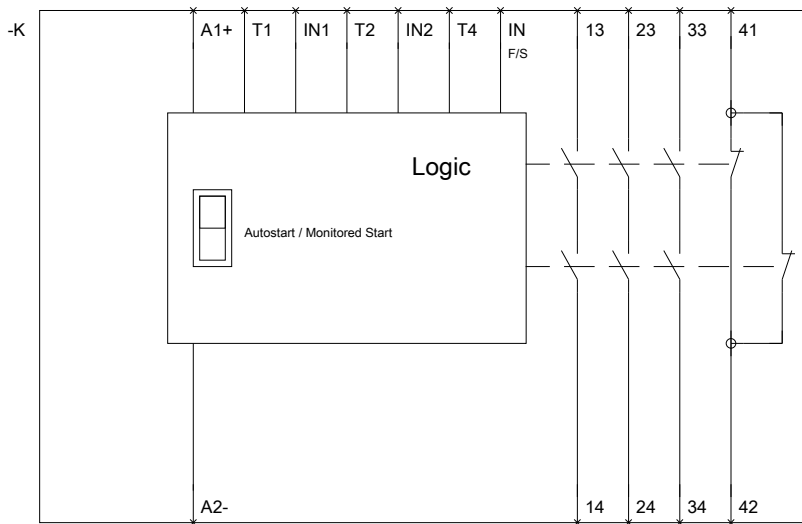 -K A1+ T1 IN1 T2 IN2 T4 IN 13 23 33 41
F/S
Logic
Autostart / Monitored Start
A2- 14 24 34 42